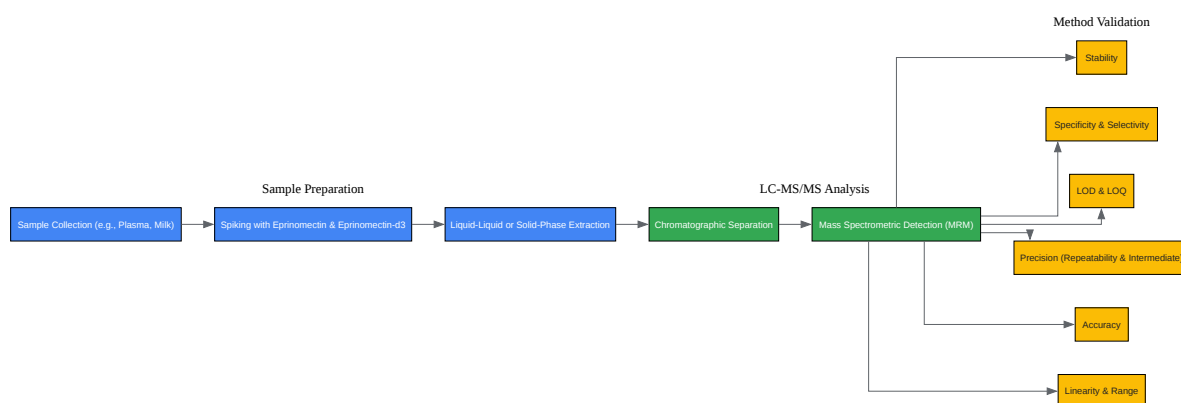 Method Validation
Stability
Specificity & Selectivity
Sample Preparation
LC-MS/MS Analysis
LOD & LOQ
Sample Collection (e.g., Plasma, Milk)
Spiking with Eprinomectin & Eprinomectin-d3
Liquid-Liquid or Solid-Phase Extraction
Chromatographic Separation
Mass Spectrometric Detection (MRM)
Precision (Repeatability & Intermediate)
Accuracy
Linearity & Range